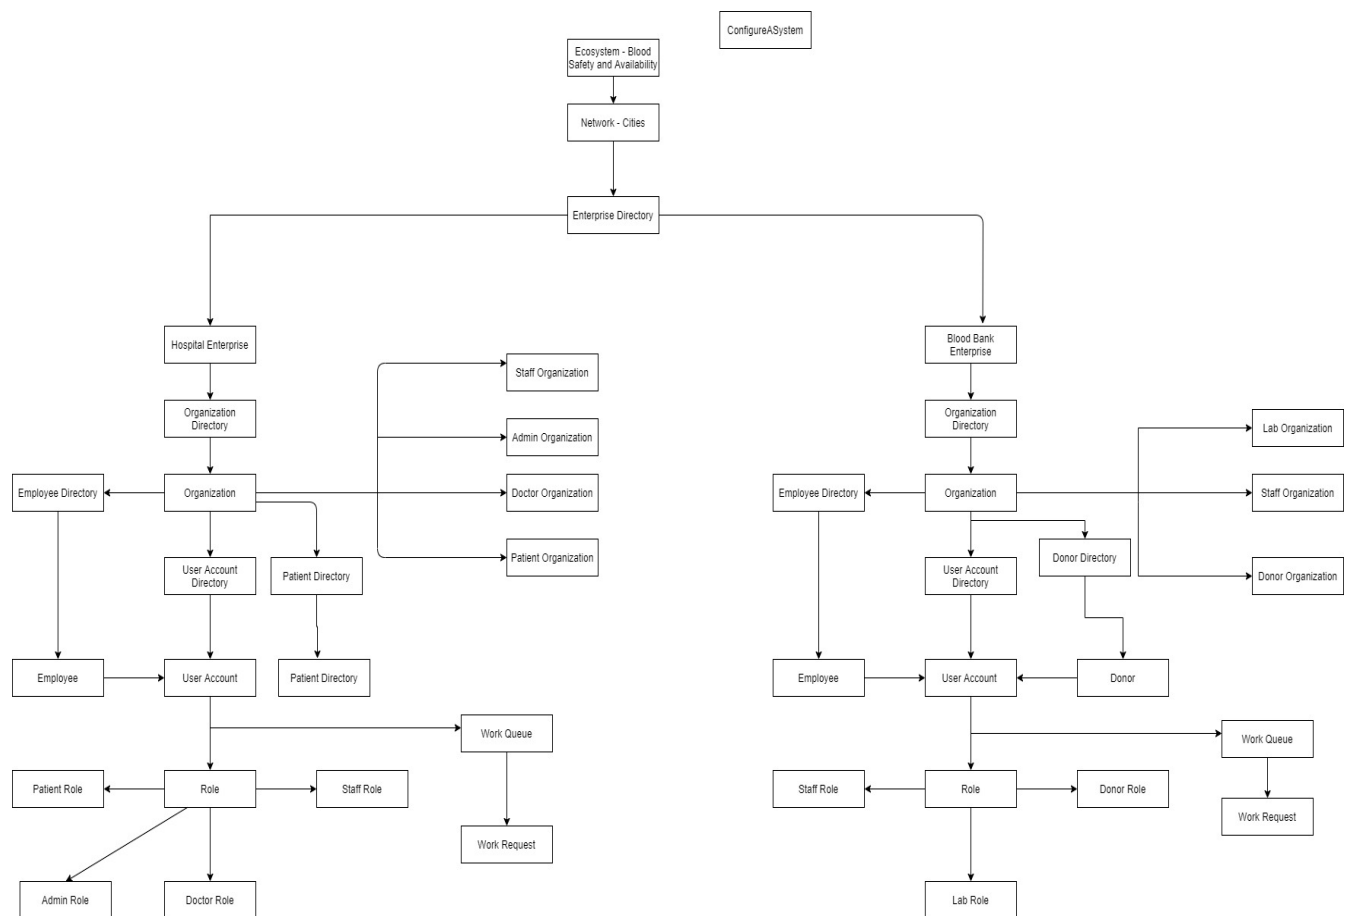 ConfigureASystem
Ecosystem - Blood
Safety and Availability
Network - Cities
Enterprise Directory
Hospital Enterprise
Organization
Directory
Staff Organization
Admin Organization
Employee Directory
Organization
Doctor Organization
User Account
Directory
Patient Directory
Patient Organization
Employee
User Account
Patient Directory
Work Queue
Patient Role
Role
Staff Role
Work Request
Admin Role
Doctor Role
Blood Bank
Enterprise
Organization
Directory
Lab Organization
Employee Directory
Organization
Staff Organization
User Account
Directory
Donor Directory
Donor Organization
Employee
User Account
Donor
Work Queue
Staff Role
Role
Donor Role
Work Request
Lab Role